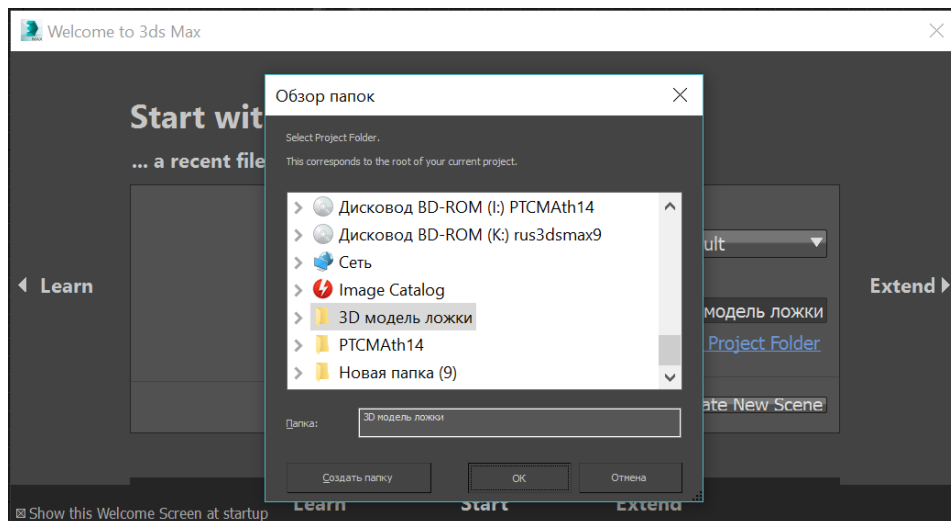 Welcome to 3ds Max
Обзор папок
Start wit
Select Project Folder.
... a recent file
This corresponds to the root of your current project.
Дисковод BD-ROM (I:) PTCMAth14
Дисковод BD-ROM (K:) rus3dsmax9
ult
Сеть
Learn
Image Catalog
Extend
3D модель ложки
модель ложки
PTCMAth14
Project Folder
Новая папка (9)
ate New Scene
Папка:
3D модель ложки
Создать папку
ОК
Отмена
Learn
Start
Extend
Show this Welcome Screen at startup